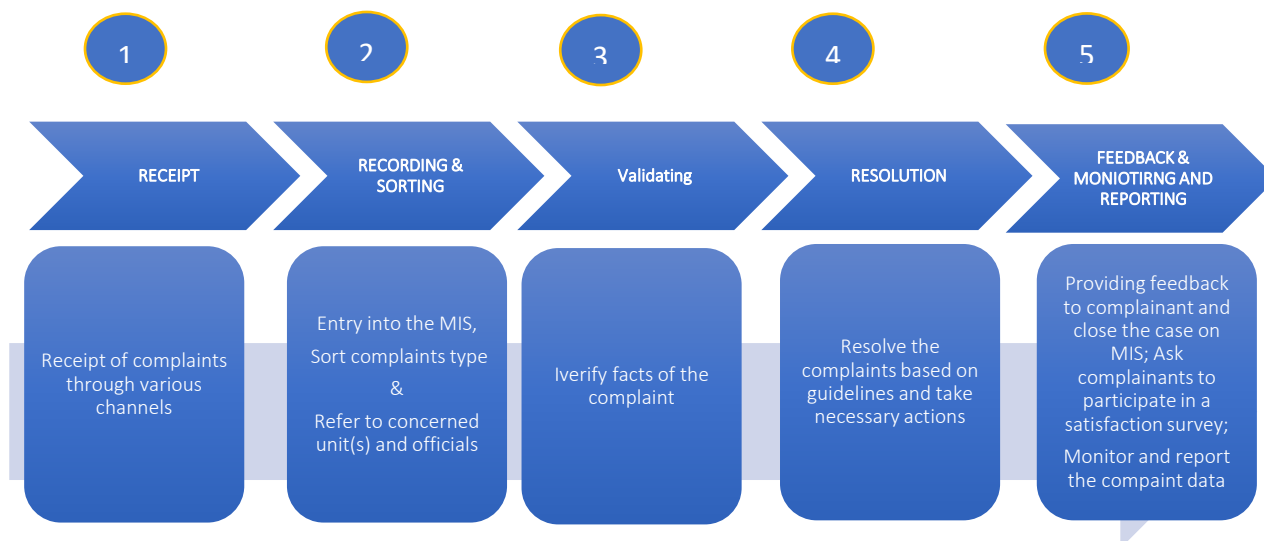 1
2
3
4
5
RECEIPT
RECORDING &
SORTING
Validating
RESOLUTION
FEEDBACK &
MONIOTIRNG AND
REPORTING
Receipt of complaints
through various
channels
Entry into the MIS,
Sort complaints type
&
Refer to concerned
unit(s) and officials
Iverify facts of the
complaint
Resolve the
complaints based on
guidelines and take
necessary actions
Providing feedback
to complainant and
close the case on
MIS; Ask
complainants to
participate in a
satisfaction survey;
Monitor and report
the compaint data